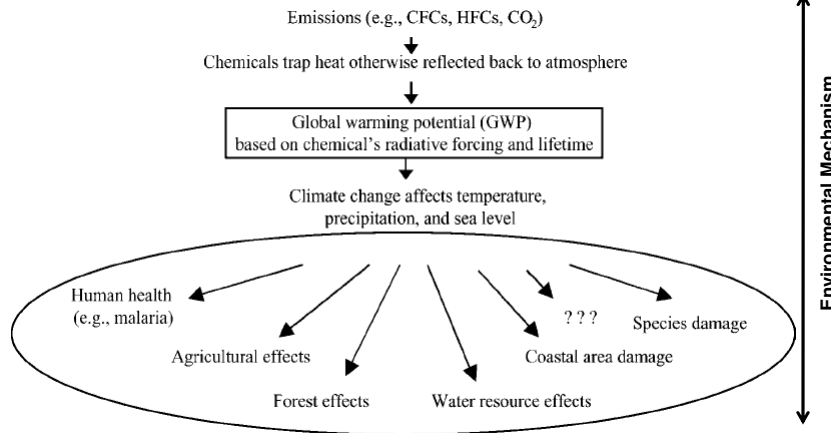 Emissions (e.g., CFCs, HFCs, CO₂)
Chemicals trap heat otherwise reflected back to atmosphere
Global warming potential (GWP)
based on chemical's radiative forcing and lifetime
Climate change affects temperature,
precipitation, and sea level
Human health
(e.g., malaria)
Agricultural effects
Forest effects
Water resource effects
Coastal area damage
? ? ?
Species damage
Environmental Mechanism